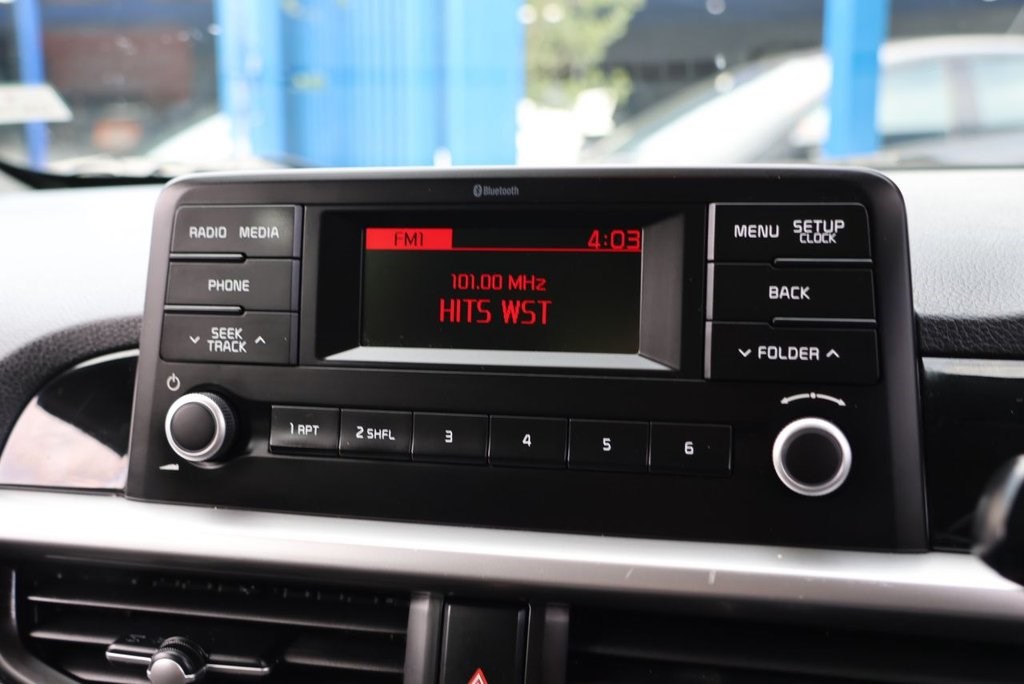 Bluetooth
RADIO MEDIA
PHONE
SEEK
TRACK
FM1 4:03
101.00 MHz
HITS WST
MENU SETUP
CLOCK
BACK
FOLDER
1 RPT 2 SHFL 3 4 5 6